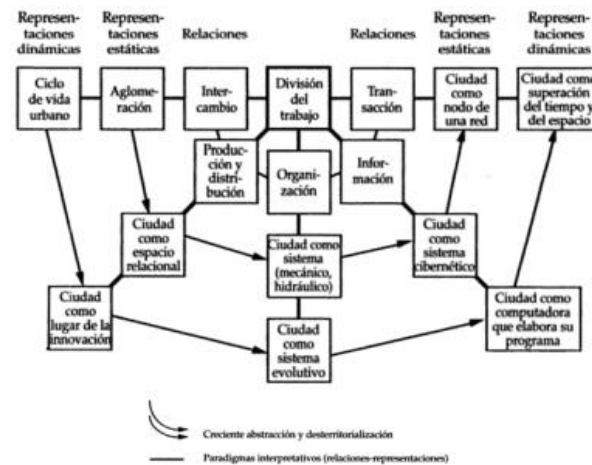 Represen-
taciones
dinámicas
Represen-
taciones
estáticas
Relaciones
Relaciones
Represen-
taciones
estáticas
Represen-
taciones
dinámicas
Ciclo
de vida
urbano
Aglome-
ración
Inter-
cambio
División
del
trabajo
Tran-
sacción
Ciudad
como
nodo de
una red
Ciudad como
superación
del tiempo y
del espacio
Produc-
ción y
distri-
bución
Organi-
zación
Infor-
mación
Ciudad
como
espacio
relacional
Ciudad como
sistema
(mecánico,
hidráulico)
Ciudad
como
sistema
cibernético
Ciudad
como
lugar de la
innovación
Ciudad
como
sistema
evolutivo
Ciudad como
computadora
que elabora su
programa
Creciente abstracción y desterritorialización
Paradigmas interpretativos (relaciones-representaciones)